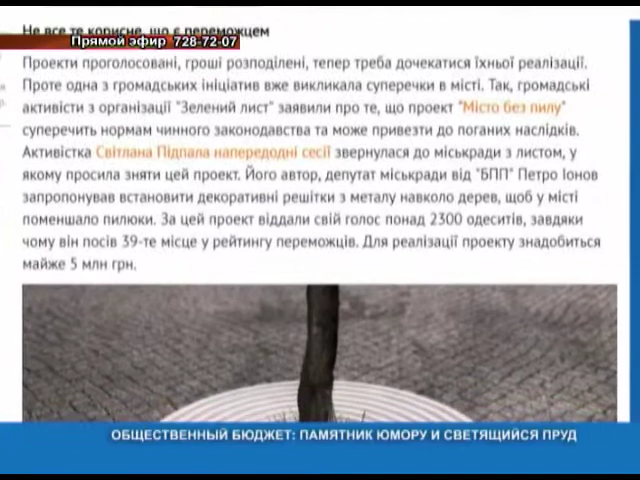 Не все те корисне, що є переможцем
Прямой эфир 728-72-07
Проекти проголосовані, гроші розподілені, тепер треба дочекатися їхньої реалізації.
Проте одна з громадських ініціатив вже викликала суперечки в місті. Так, громадські
активісти з організації "Зелений лист" заявили про те, що проект "Місто без пилу"
суперечить нормам чинного законодавства та може привезти до поганих наслідків.
Активістка Світлана Підпала напередодні сесії звернулася до міськради з листом, у
якому просила зняти цей проект. Його автор, депутат міськради від "БПП" Петро Іонов
запропонував встановити декоративні решітки з металу навколо дерев, щоб у місті
поменшало пилюки. За цей проект віддали свій голос понад 2300 одеситів, завдяки
чому він посів 39-те місце у рейтингу переможців. Для реалізації проекту знадобиться
майже 5 млн грн.
ОБЩЕСТВЕННЫЙ БЮДЖЕТ: ПАМЯТНИК ЮМОРУ И СВЕТЯЩИЙСЯ ПРУД